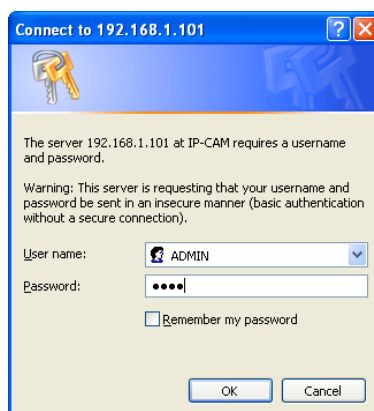 Connect to 192.168.1.101
The server 192.168.1.101 at IP-CAM requires a username
and password.
Warning: This server is requesting that your username and
password be sent in an insecure manner (basic authentication
without a secure connection).
User name:
ADMIN
Password:
••••
Remember my password
OK
Cancel